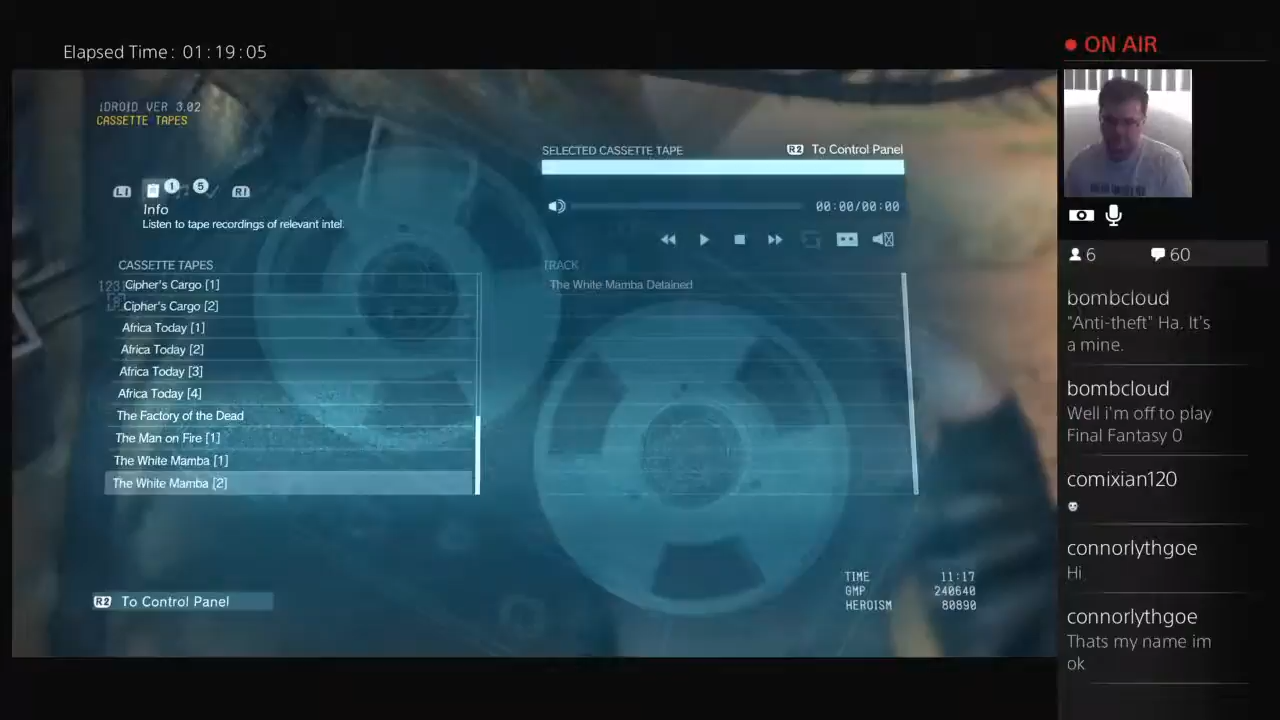 Elapsed Time: 01:19:05
ON AIR
iDROID VER 3.02
CASSETTE TAPES
SELECTED CASSETTE TAPE
R2 To Control Panel
L1 1 5 R1
00:00/00:00
Info
Listen to tape recordings of relevant intel.
CASSETTE TAPES
TRACK
Cipher's Cargo [1]
The White Mamba Detained
Cipher's Cargo [2]
Africa Today [1]
Africa Today [2]
Africa Today [3]
Africa Today [4]
The Factory of the Dead
The Man on Fire [1]
The White Mamba [1]
The White Mamba [2]
R2 To Control Panel
TIME 11:17
GMP 240640
HEROISM 80890
6 60
bombcloud
"Anti-theft" Ha. It's
a mine.
bombcloud
Well i'm off to play
Final Fantasy 0
comixian120
connorlythgoe
Hi
connorlythgoe
Thats my name im
ok